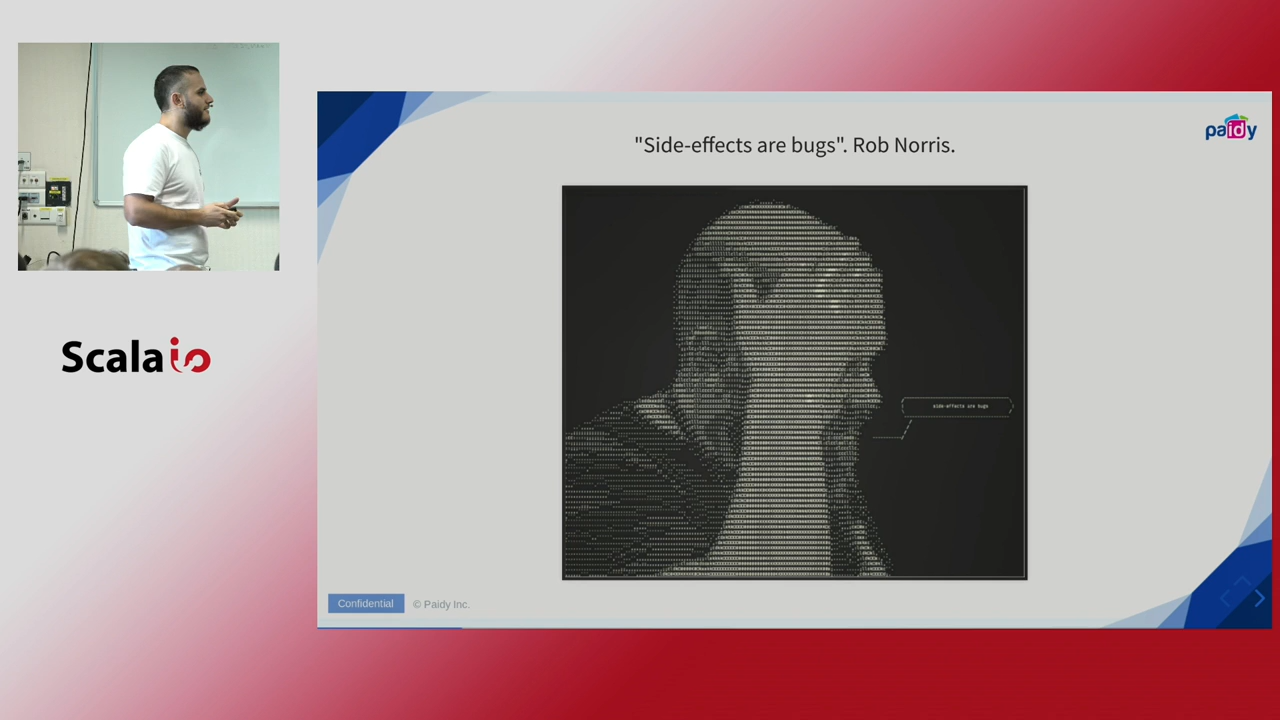 "Side-effects are bugs". Rob Norris.
paidy
side-effects are bugs
Scala io
Confidential
© Paidy Inc.